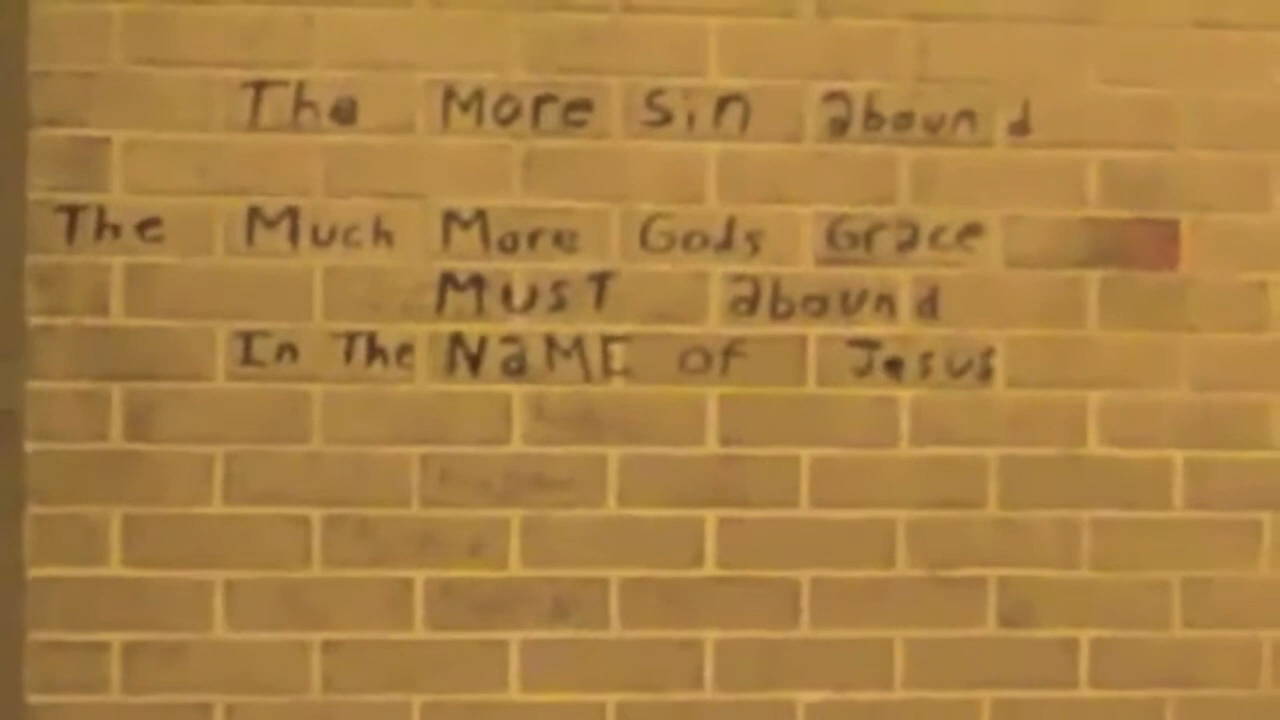 The More Sin abound
The Much More Gods Grace
MUST abound
In The NaME of Jesus